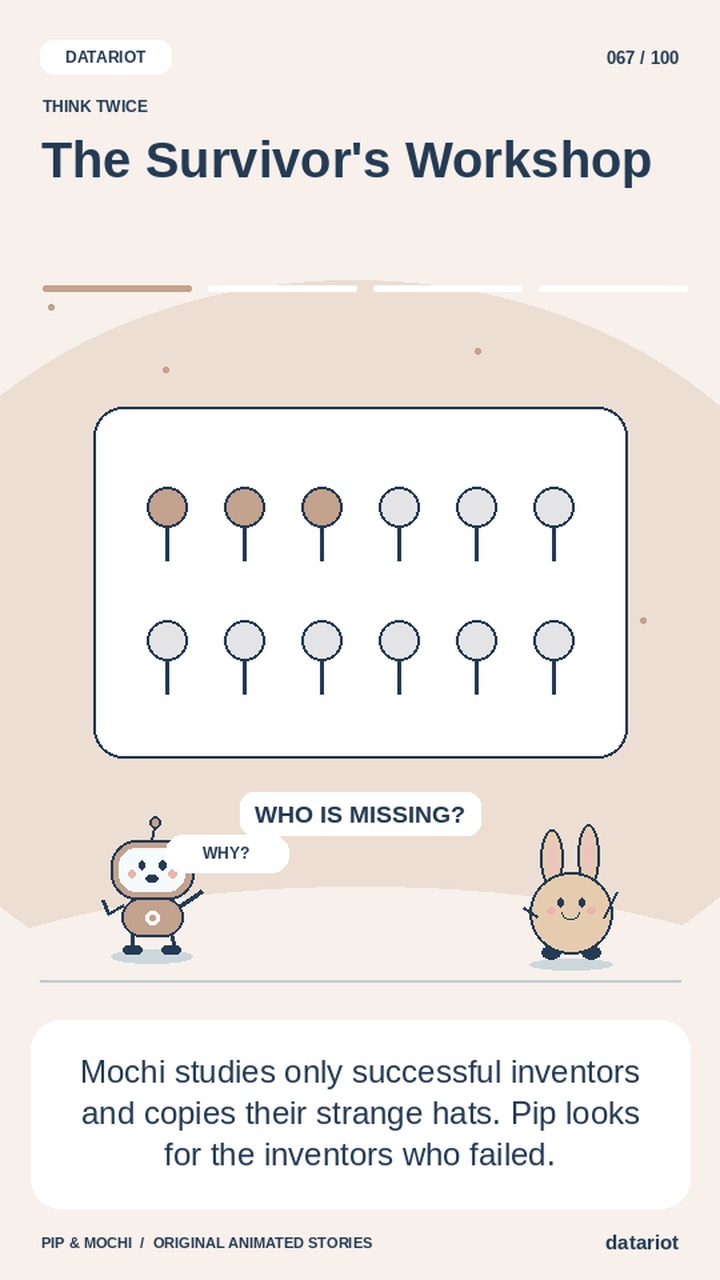 DATARIOT
067 / 100
THINK TWICE
The Survivor's Workshop
WHO IS MISSING?
WHY?
Mochi studies only successful inventors
and copies their strange hats. Pip looks
for the inventors who failed.
PIP & MOCHI / ORIGINAL ANIMATED STORIES
datariot